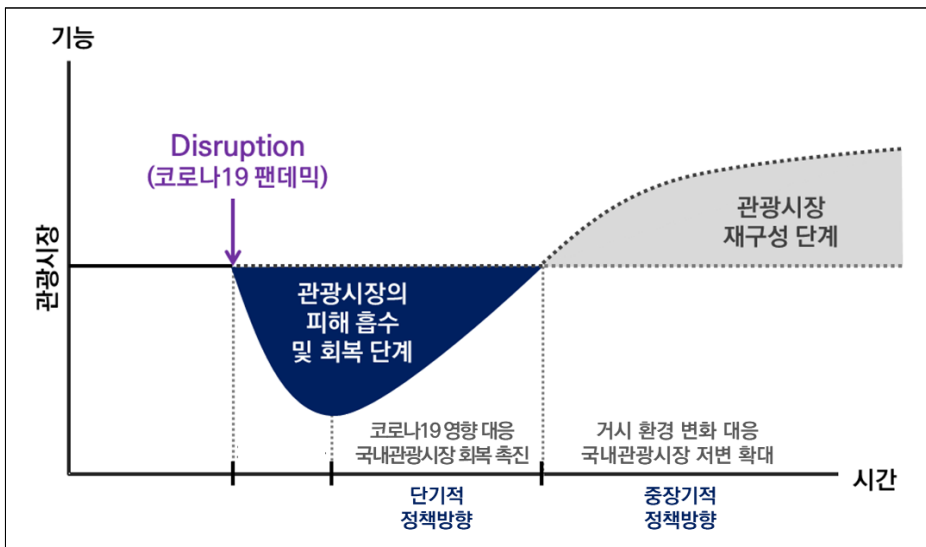 기능
Disruption
(코로나19 팬데믹)
관광시장
관광시장의
피해 흡수
및 회복 단계
관광시장
재구성 단계
코로나19 영향 대응
국내관광시장 회복 촉진
거시 환경 변화 대응
국내관광시장 저변 확대
시간
단기적
정책방향
중장기적
정책방향